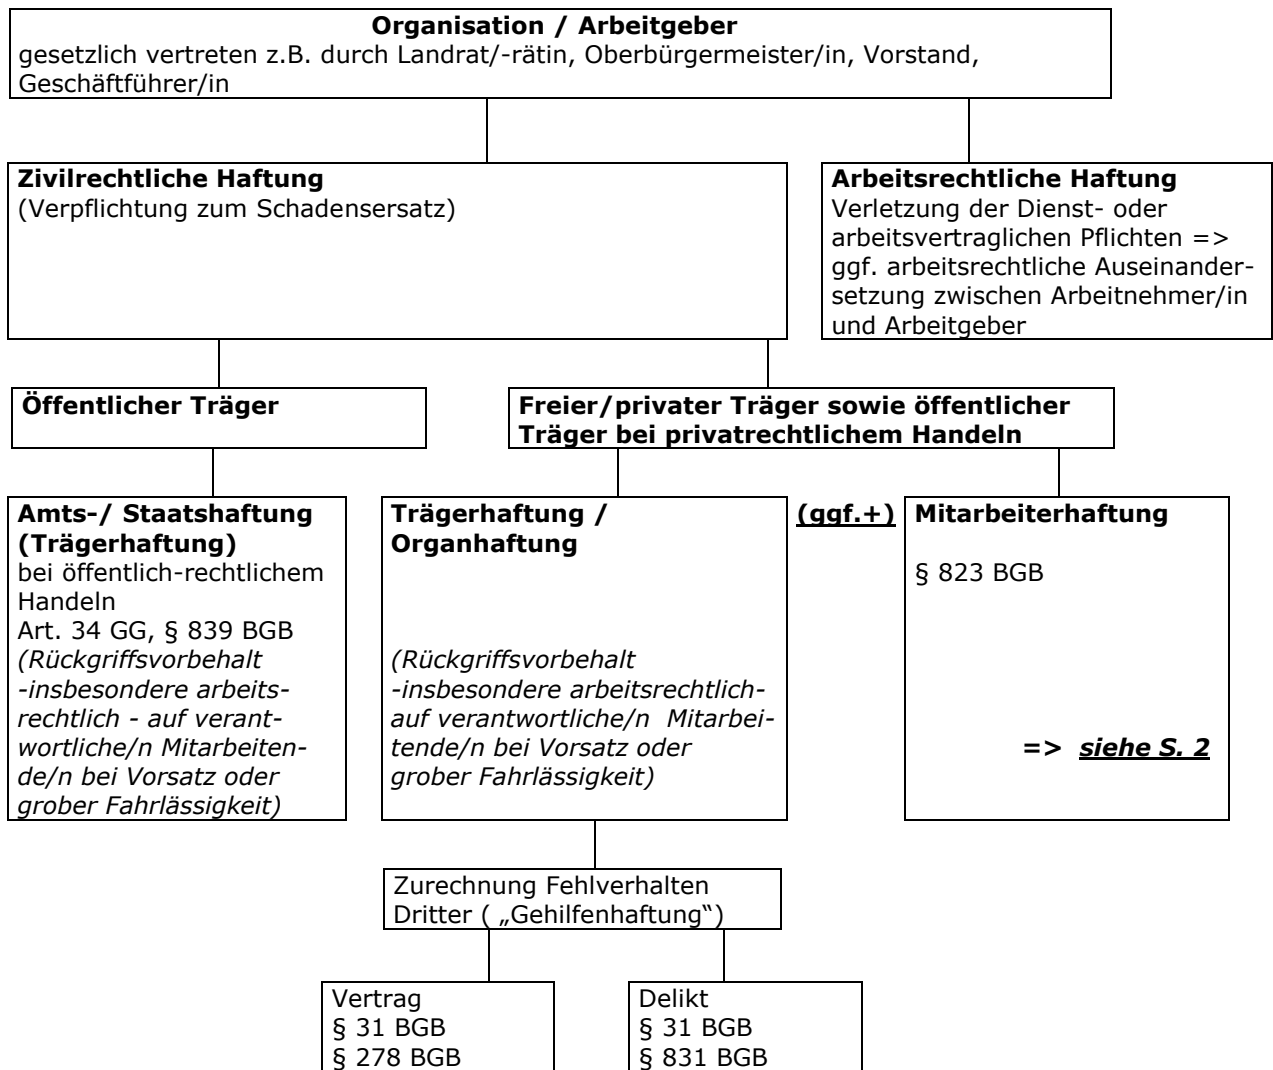 Organisation / Arbeitgeber
gesetzlich vertreten z.B. durch Landrat/-rätin, Oberbürgermeister/in, Vorstand,
Geschäftführer/in
Zivilrechtliche Haftung
(Verpflichtung zum Schadensersatz)
Arbeitsrechtliche Haftung
Verletzung der Dienst- oder
arbeitsvertraglichen Pflichten =>
ggf. arbeitsrechtliche Auseinander-
setzung zwischen Arbeitnehmer/in
und Arbeitgeber
Öffentlicher Träger
Freier/privater Träger sowie öffentlicher
Träger bei privatrechtlichem Handeln
Amts-/ Staatshaftung
(Trägerhaftung)
bei öffentlich-rechtlichem
Handeln
Art. 34 GG, § 839 BGB
(Rückgriffsvorbehalt
-insbesondere arbeits-
rechtlich - auf verant-
wortliche/n Mitarbeiten-
de/n bei Vorsatz oder
grober Fahrlässigkeit)
Trägerhaftung /
Organhaftung
(Rückgriffsvorbehalt
-insbesondere arbeitsrechtlich-
auf verantwortliche/n Mitarbei-
tende/n bei Vorsatz oder
grober Fahrlässigkeit)
(ggf.+)
Mitarbeiterhaftung
§ 823 BGB
=> siehe S. 2
Zurechnung Fehlverhalten
Dritter ( „Gehilfenhaftung")
Vertrag
§ 31 BGB
§ 278 BGB
Delikt
§ 31 BGB
§ 831 BGB